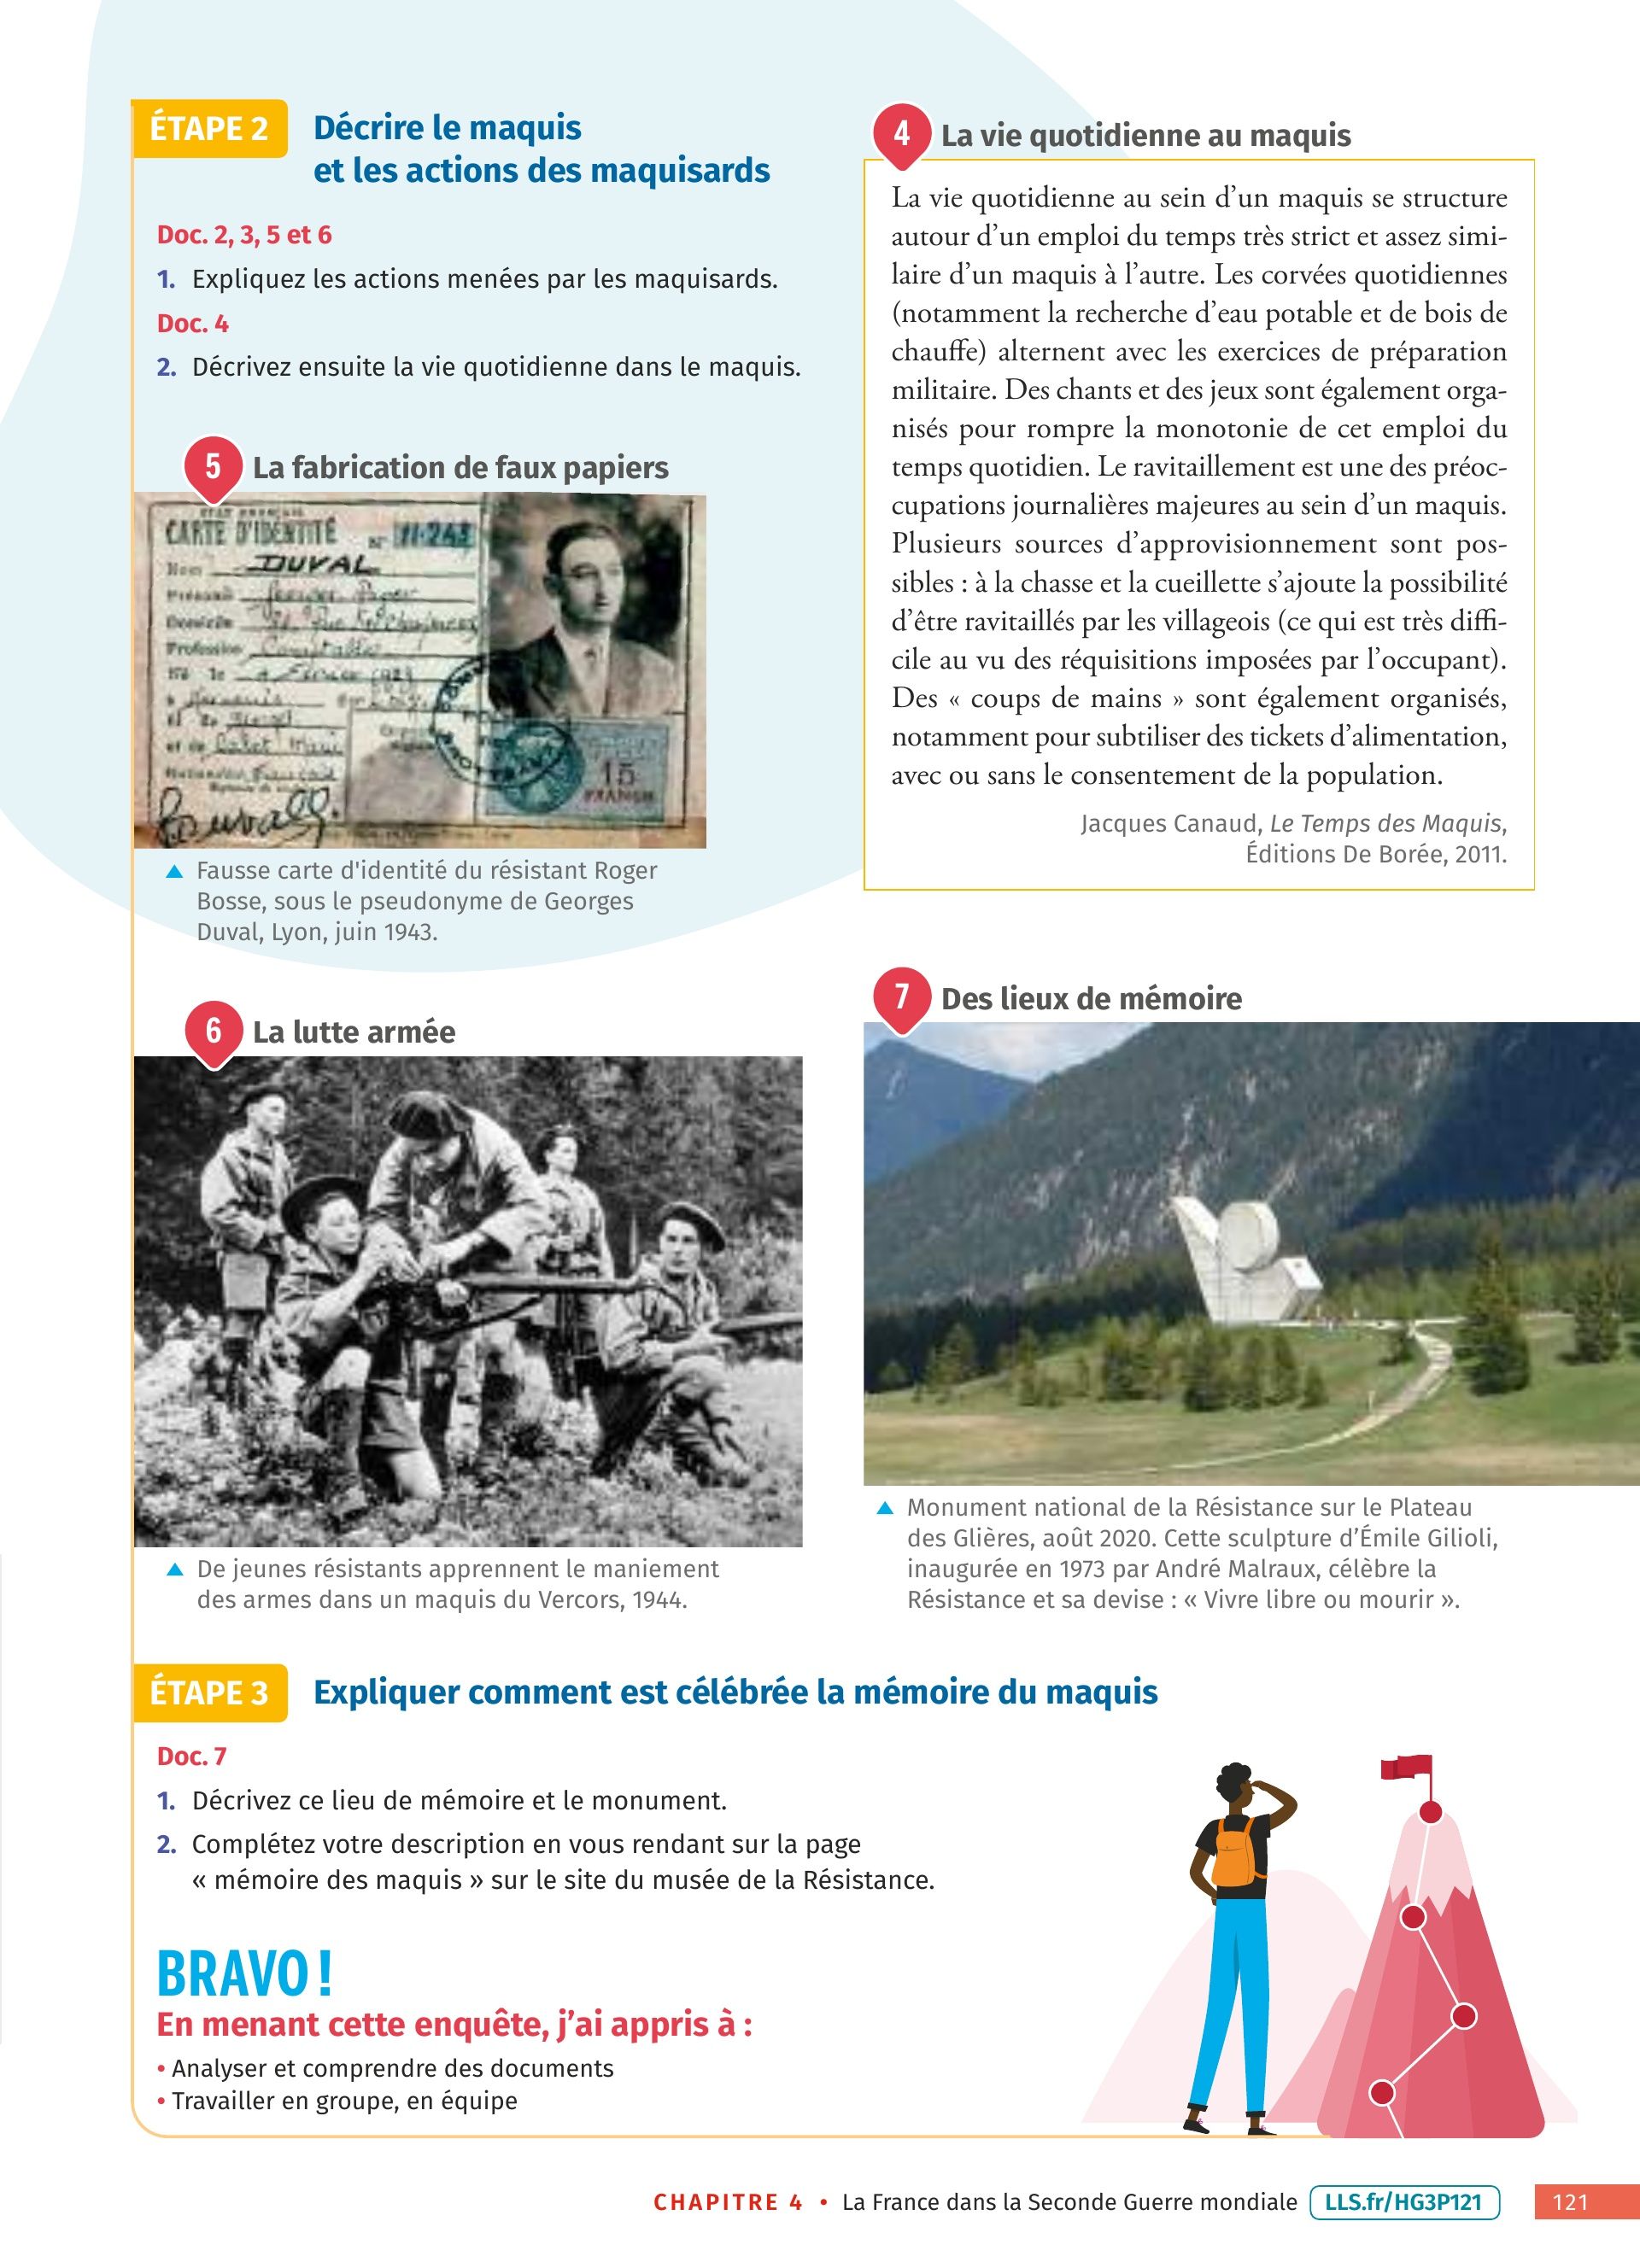 ÉTAPE 2
Décrire le maquis
et les actions des maquisards
Doc. 2, 3, 5 et 6
1. Expliquez les actions menées par les maquisards.
Doc. 4
2. Décrivez ensuite la vie quotidienne dans le maquis.
4 La vie quotidienne au maquis
La vie quotidienne au sein d’un maquis se structure
autour d’un emploi du temps très strict et assez simi-
laire d’un maquis à l’autre. Les corvées quotidiennes
(notamment la recherche d’eau potable et de bois de
chauffe) alternent avec les exercices de préparation
militaire. Des chants et des jeux sont également orga-
nisés pour rompre la monotonie de cet emploi du
temps quotidien. Le ravitaillement est une des préoc-
cupations journalières majeures au sein d’un maquis.
Plusieurs sources d’approvisionnement sont pos-
sibles : à la chasse et la cueillette s’ajoute la possibilité
d’être ravitaillés par les villageois (ce qui est très diffi-
cile au vu des réquisitions imposées par l’occupant).
Des « coups de mains » sont également organisés,
notamment pour subtiliser des tickets d’alimentation,
avec ou sans le consentement de la population.
Jacques Canaud, Le Temps des Maquis,
Éditions De Borée, 2011.
5 La fabrication de faux papiers
CARTE D'IDENTITÉ
Nom DUVAL
Prénom
Domicile
Profession Comptable
15
FRANCS
Fausse carte d'identité du résistant Roger
Bosse, sous le pseudonyme de Georges
Duval, Lyon, juin 1943.
6 La lutte armée
De jeunes résistants apprennent le maniement
des armes dans un maquis du Vercors, 1944.
7 Des lieux de mémoire
Monument national de la Résistance sur le Plateau
des Glières, août 2020. Cette sculpture d’Émile Gilioli,
inaugurée en 1973 par André Malraux, célèbre la
Résistance et sa devise : « Vivre libre ou mourir ».
ÉTAPE 3
Expliquer comment est célébrée la mémoire du maquis
Doc. 7
1. Décrivez ce lieu de mémoire et le monument.
2. Complétez votre description en vous rendant sur la page
« mémoire des maquis » sur le site du musée de la Résistance.
BRAVO !
En menant cette enquête, j’ai appris à :
• Analyser et comprendre des documents
• Travailler en groupe, en équipe
CHAPITRE 4 • La France dans la Seconde Guerre mondiale LLS.fr/HG3P121 121